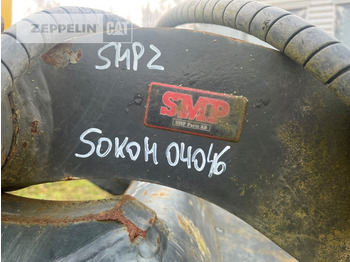 ZEPPELIN CAT
SMP2
SMP
SMP Parts AB
SOKOM 04046